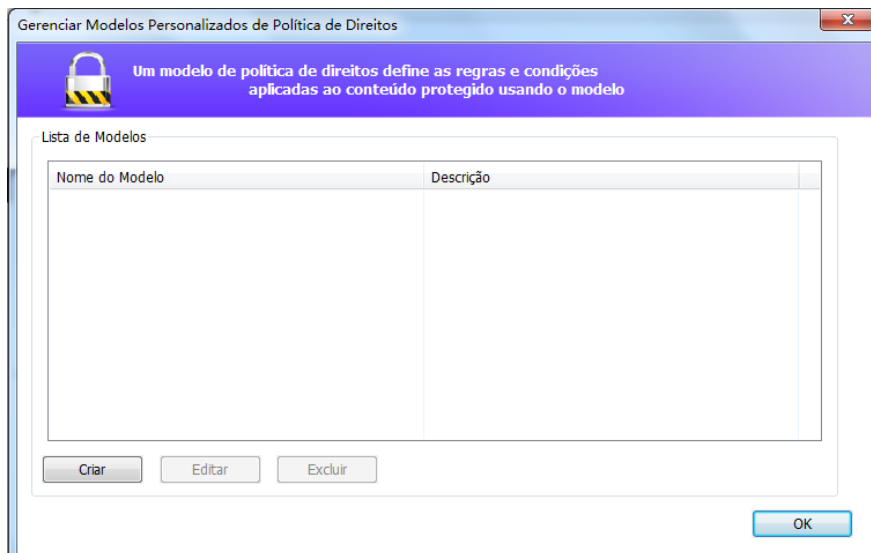 Gerenciar Modelos Personalizados de Política de Direitos
x
Um modelo de política de direitos define as regras e condições
aplicadas ao conteúdo protegido usando o modelo
Lista de Modelos
Nome do Modelo Descrição
Criar Editar Excluir
OK